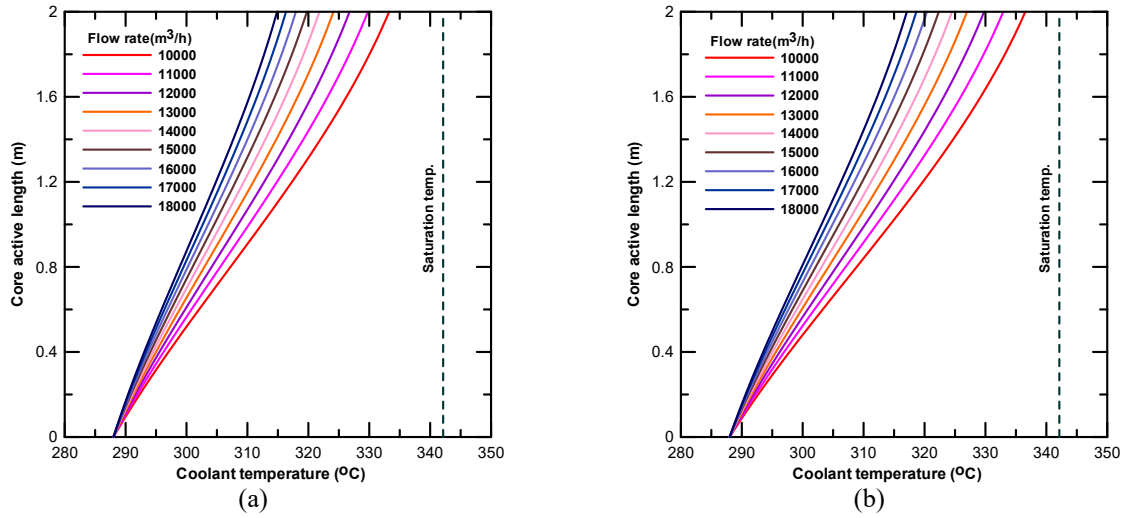 2
1.6
1.2
0.8
0.4
0
Core active length (m)
Flow rate(m³/h)
10000
11000
12000
13000
14000
15000
16000
17000
18000
Saturation temp.
280 290 300 310 320 330 340 350
Coolant temperature (ºC)
(a)
2
1.6
1.2
0.8
0.4
0
Core active length (m)
Flow rate(m³/h)
10000
11000
12000
13000
14000
15000
16000
17000
18000
Saturation temp.
280 290 300 310 320 330 340 350
Coolant temperature (ºC)
(b)